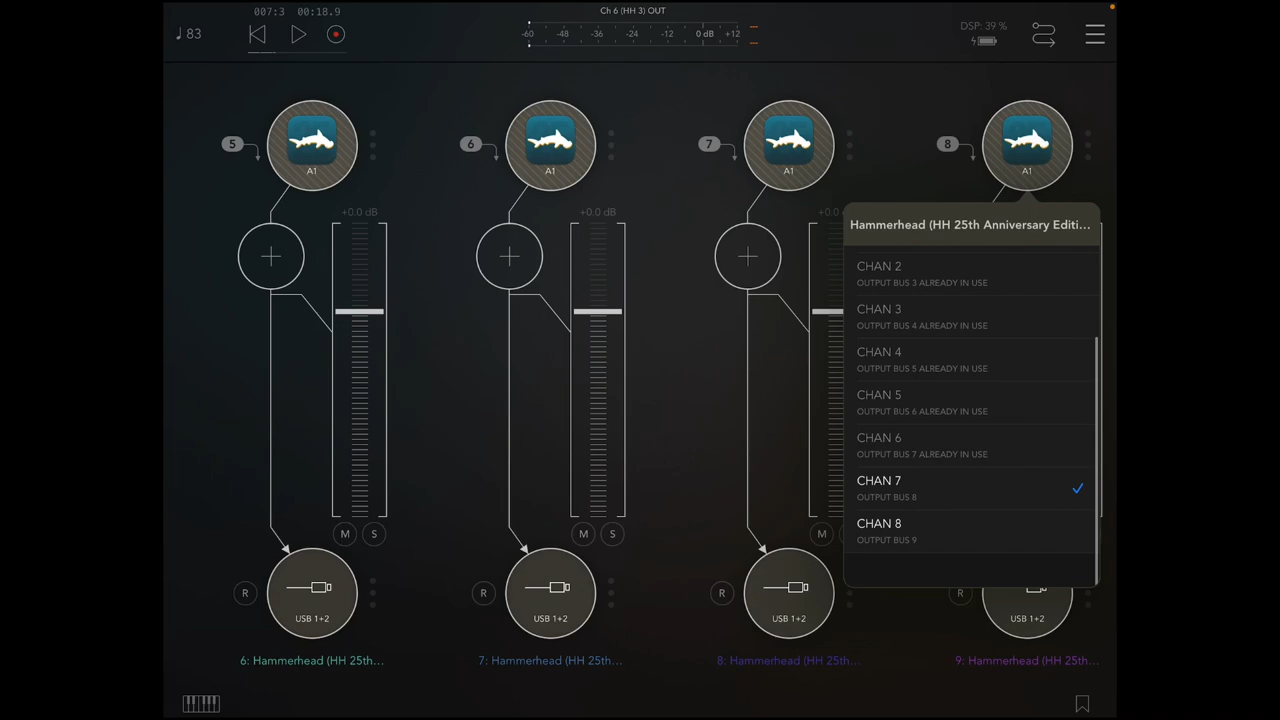 007:3 00:18.9
83
Ch 6 (HH 3) OUT
-60 -48 -36 -24 -12 0 dB +12
DSP: 39 %
5
A1
6
A1
7
A1
8
A1
+0.0 dB
+0.0 dB
+0.0
Hammerhead (HH 25th Anniversary Editi...
CHAN 2
OUTPUT BUS 3 ALREADY IN USE
CHAN 3
OUTPUT BUS 4 ALREADY IN USE
CHAN 4
OUTPUT BUS 5 ALREADY IN USE
CHAN 5
OUTPUT BUS 6 ALREADY IN USE
CHAN 6
OUTPUT BUS 7 ALREADY IN USE
CHAN 7
OUTPUT BUS 8
CHAN 8
OUTPUT BUS 9
M S
M S
M
R
USB 1+2
R
USB 1+2
R
USB 1+2
R
USB 1+2
6: Hammerhead (HH 25th...
7: Hammerhead (HH 25th...
8: Hammerhead (HH 25th...
9: Hammerhead (HH 25th...